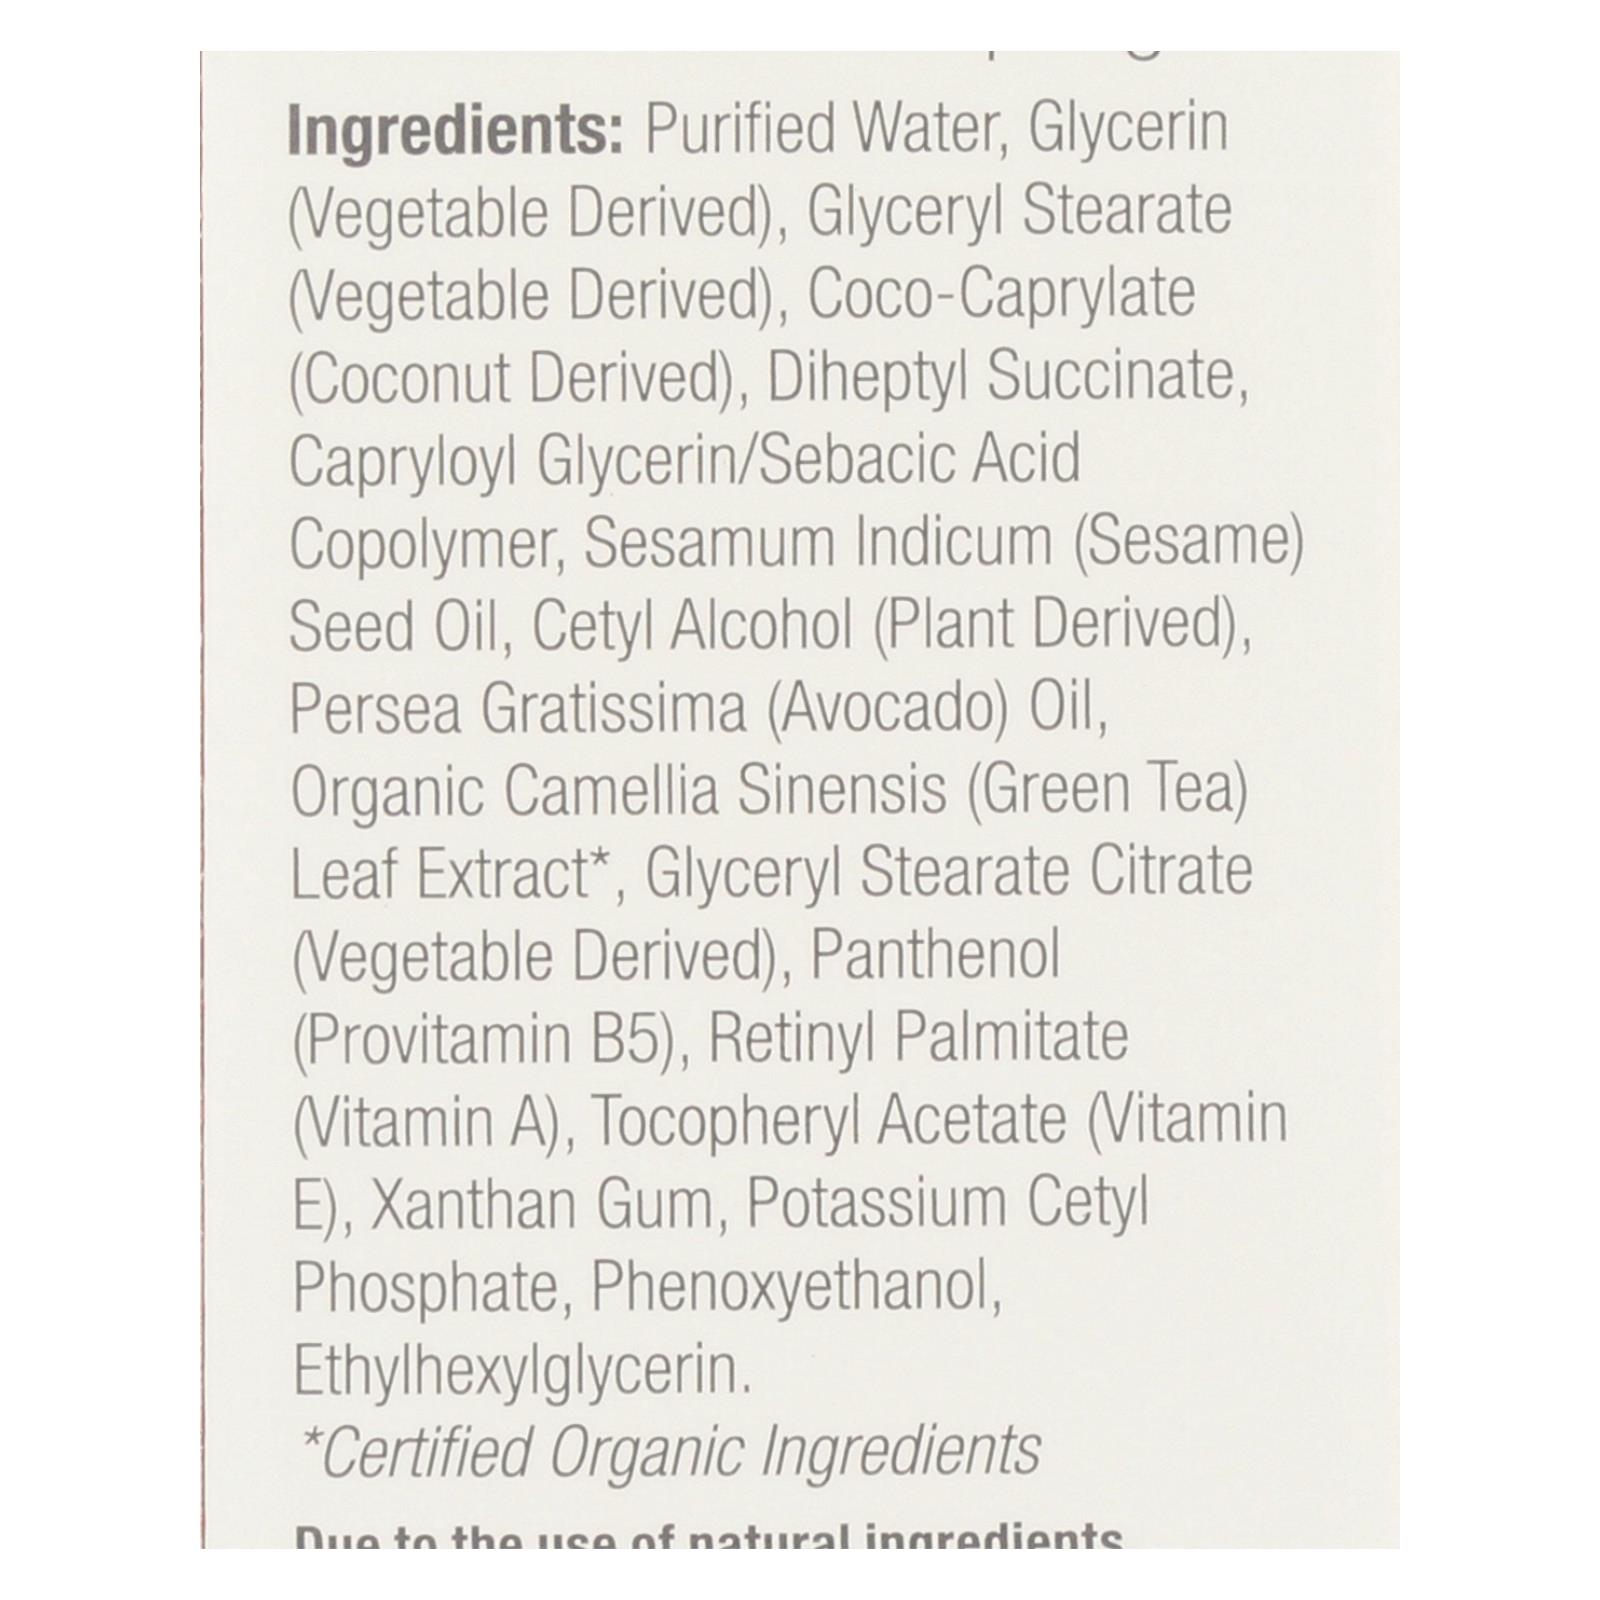 Ingredients: Purified Water, Glycerin
(Vegetable Derived), Glyceryl Stearate
(Vegetable Derived), Coco-Caprylate
(Coconut Derived), Diheptyl Succinate,
Capryloyl Glycerin/Sebacic Acid
Copolymer, Sesamum Indicum (Sesame)
Seed Oil, Cetyl Alcohol (Plant Derived),
Persea Gratissima (Avocado) Oil,
Organic Camellia Sinensis (Green Tea)
Leaf Extract*, Glyceryl Stearate Citrate
(Vegetable Derived), Panthenol
(Provitamin B5), Retinyl Palmitate
(Vitamin A), Tocopheryl Acetate (Vitamin
E), Xanthan Gum, Potassium Cetyl
Phosphate, Phenoxyethanol,
Ethylhexylglycerin.
*Certified Organic Ingredients
Due to the use of natural ingredients